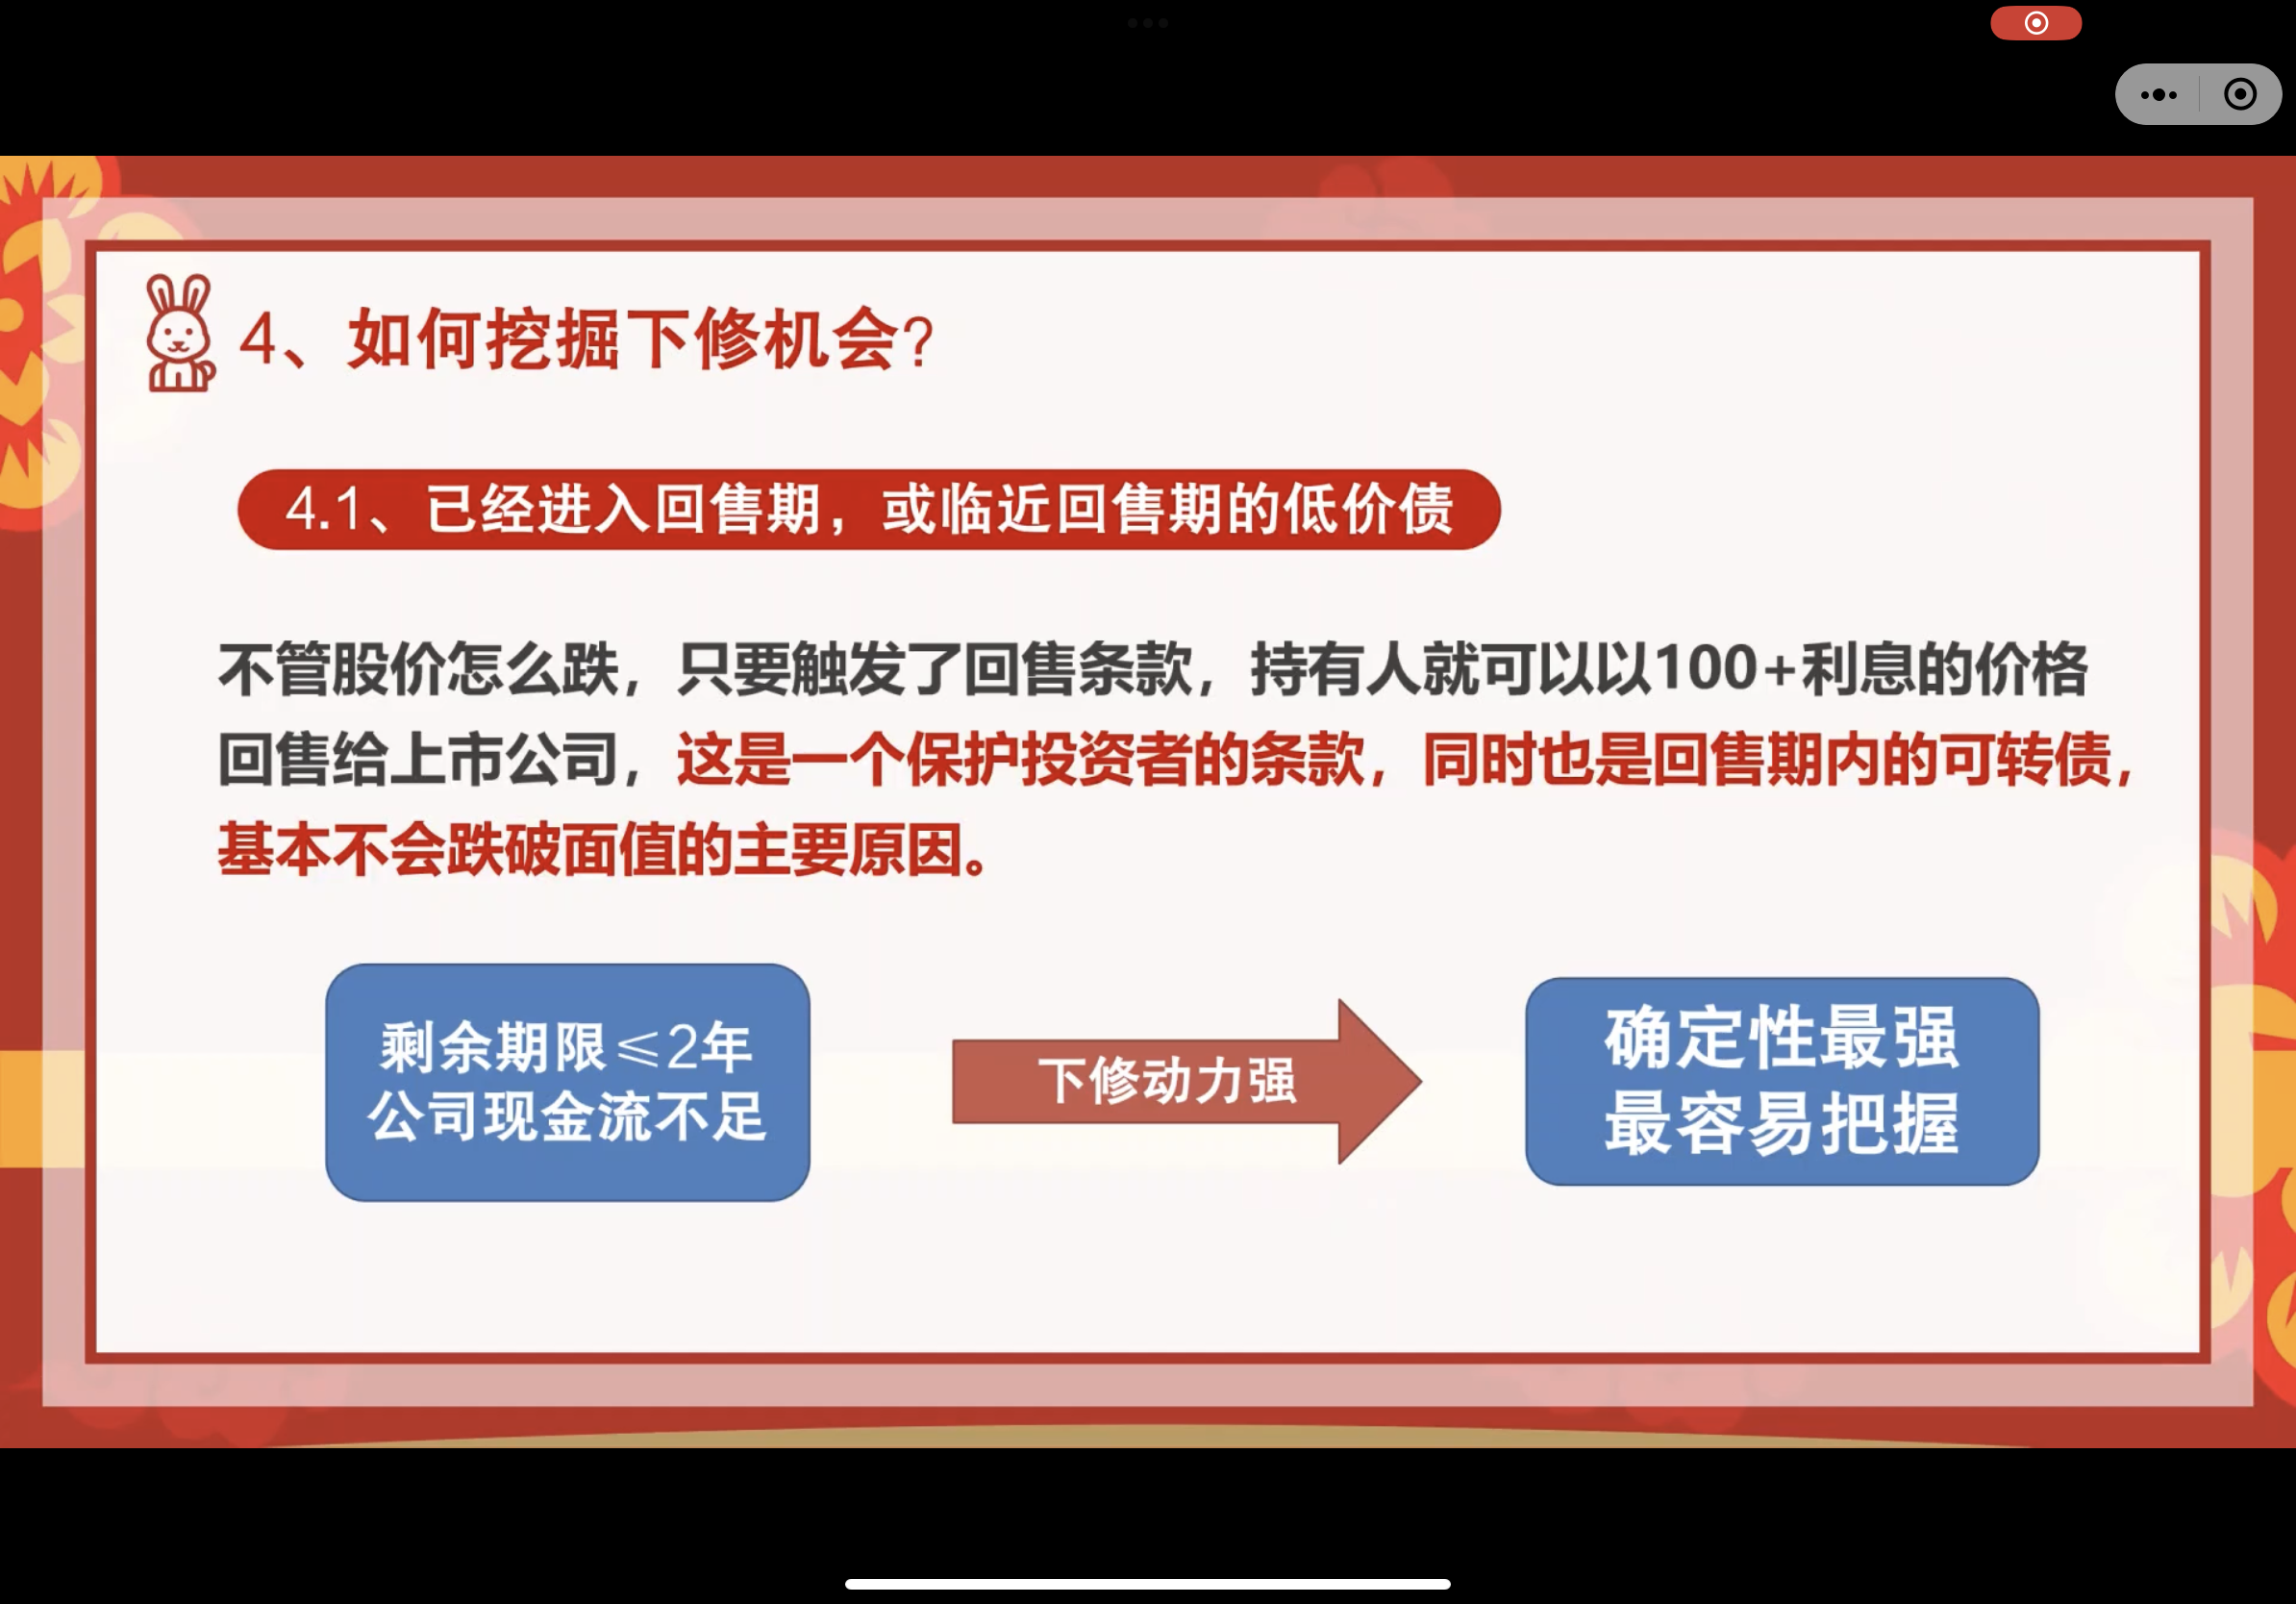 4、如何挖掘下修机会?
4.1、已经进入回售期，或临近回售期的低价债
不管股价怎么跌，只要触发了回售条款，持有人就可以以100+利息的价格
回售给上市公司，这是一个保护投资者的条款，同时也是回售期内的可转债，
基本不会跌破面值的主要原因。
剩余期限≤2年
公司现金流不足
下修动力强
确定性最强
最容易把握